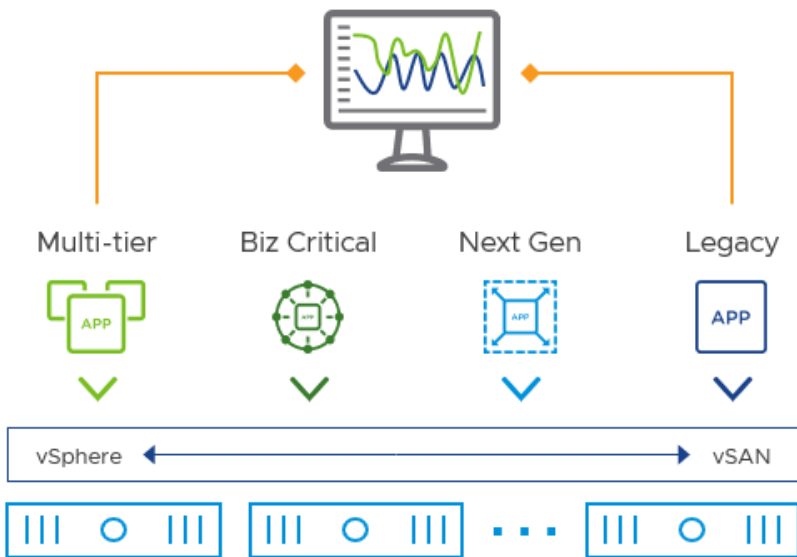 Multi-tier Biz Critical Next Gen Legacy
APP APP APP APP
vSphere vSAN